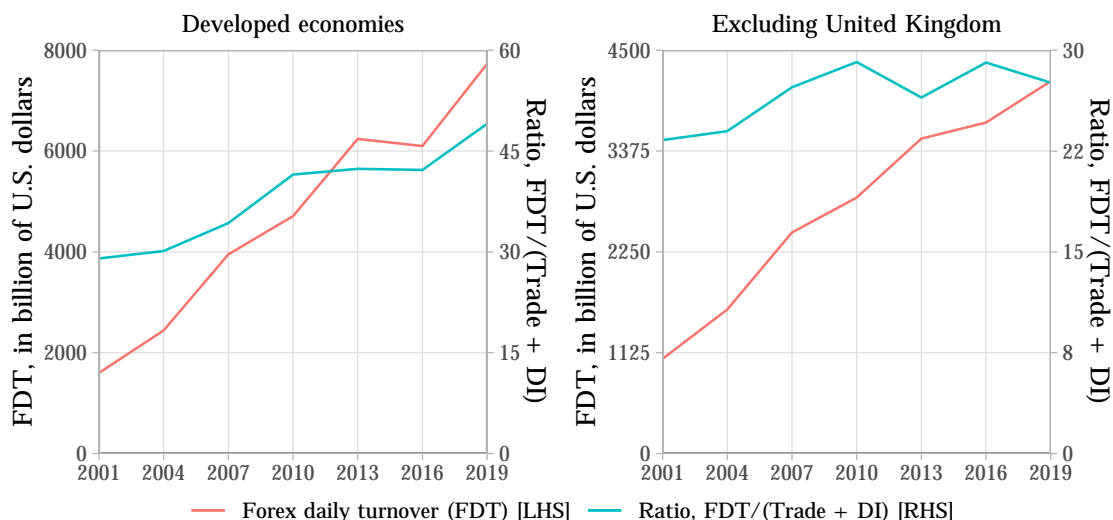 Developed economies
FDT, in billion of U.S. dollars
8000
6000
4000
2000
0
60
45
30
15
0
Ratio, FDT/(Trade + DI)
2001 2004 2007 2010 2013 2016 2019
Excluding United Kingdom
FDT, in billion of U.S. dollars
4500
3375
2250
1125
0
30
22
15
8
0
Ratio, FDT/(Trade + DI)
2001 2004 2007 2010 2013 2016 2019
Forex daily turnover (FDT) [LHS] Ratio, FDT/(Trade + DI) [RHS]